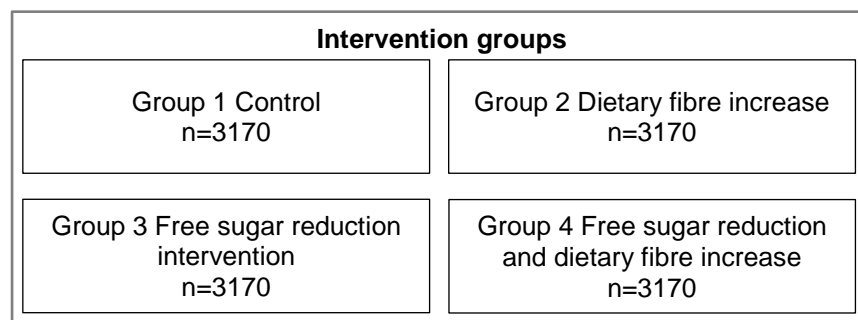 Intervention groups
Group 1 Control
n=3170
Group 2 Dietary fibre increase
n=3170
Group 3 Free sugar reduction
intervention
n=3170
Group 4 Free sugar reduction
and dietary fibre increase
n=3170